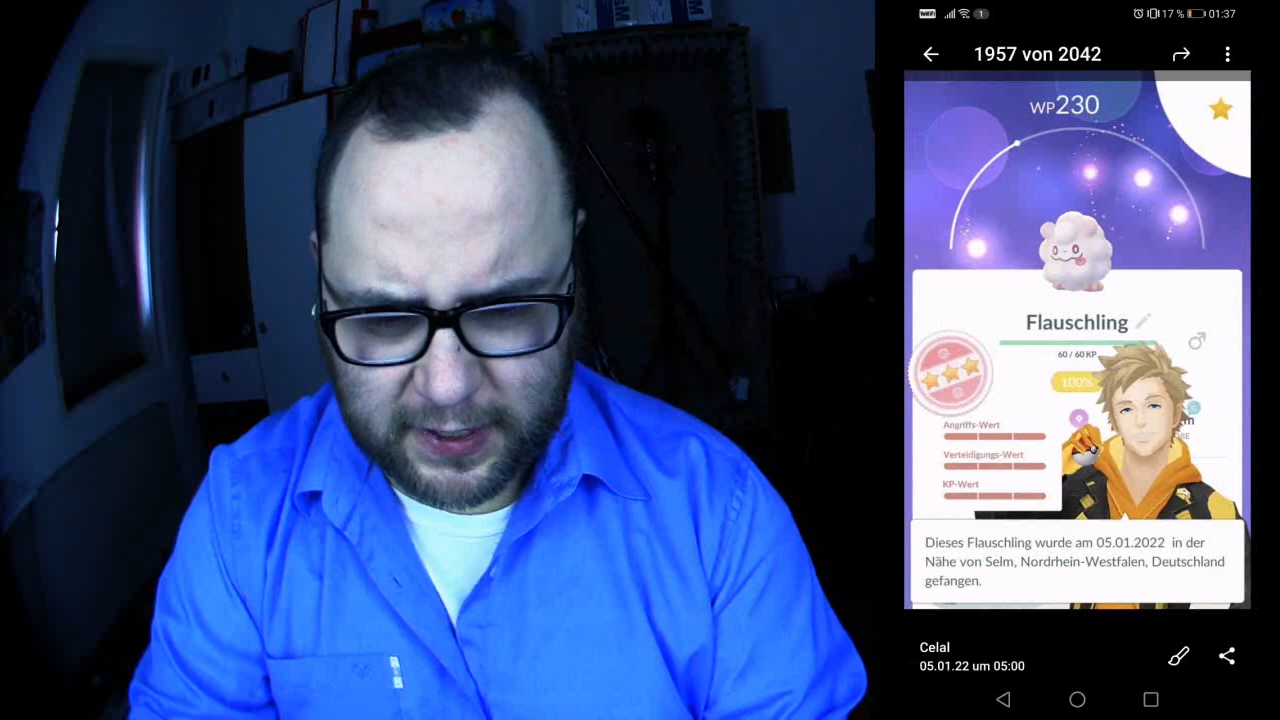 VoWiFi
1
17 %
01:37
1957 von 2042
WP230
Flauschling
60 / 60 KP
100%
Angriffs-Wert
Verteidigungs-Wert
KP-Wert
Dieses Flauschling wurde am 05.01.2022 in der
Nähe von Selm, Nordrhein-Westfalen, Deutschland
gefangen.
Celal
05.01.22 um 05:00